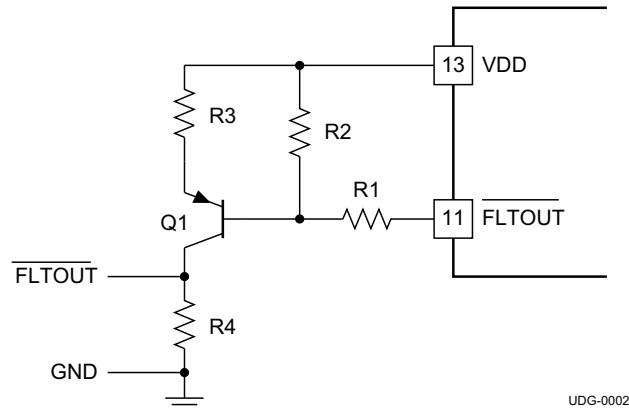 13 VDD
R3
R2
R1
Q1
11 FLTOUT
FLTOUT
R4
GND
UDG-0002